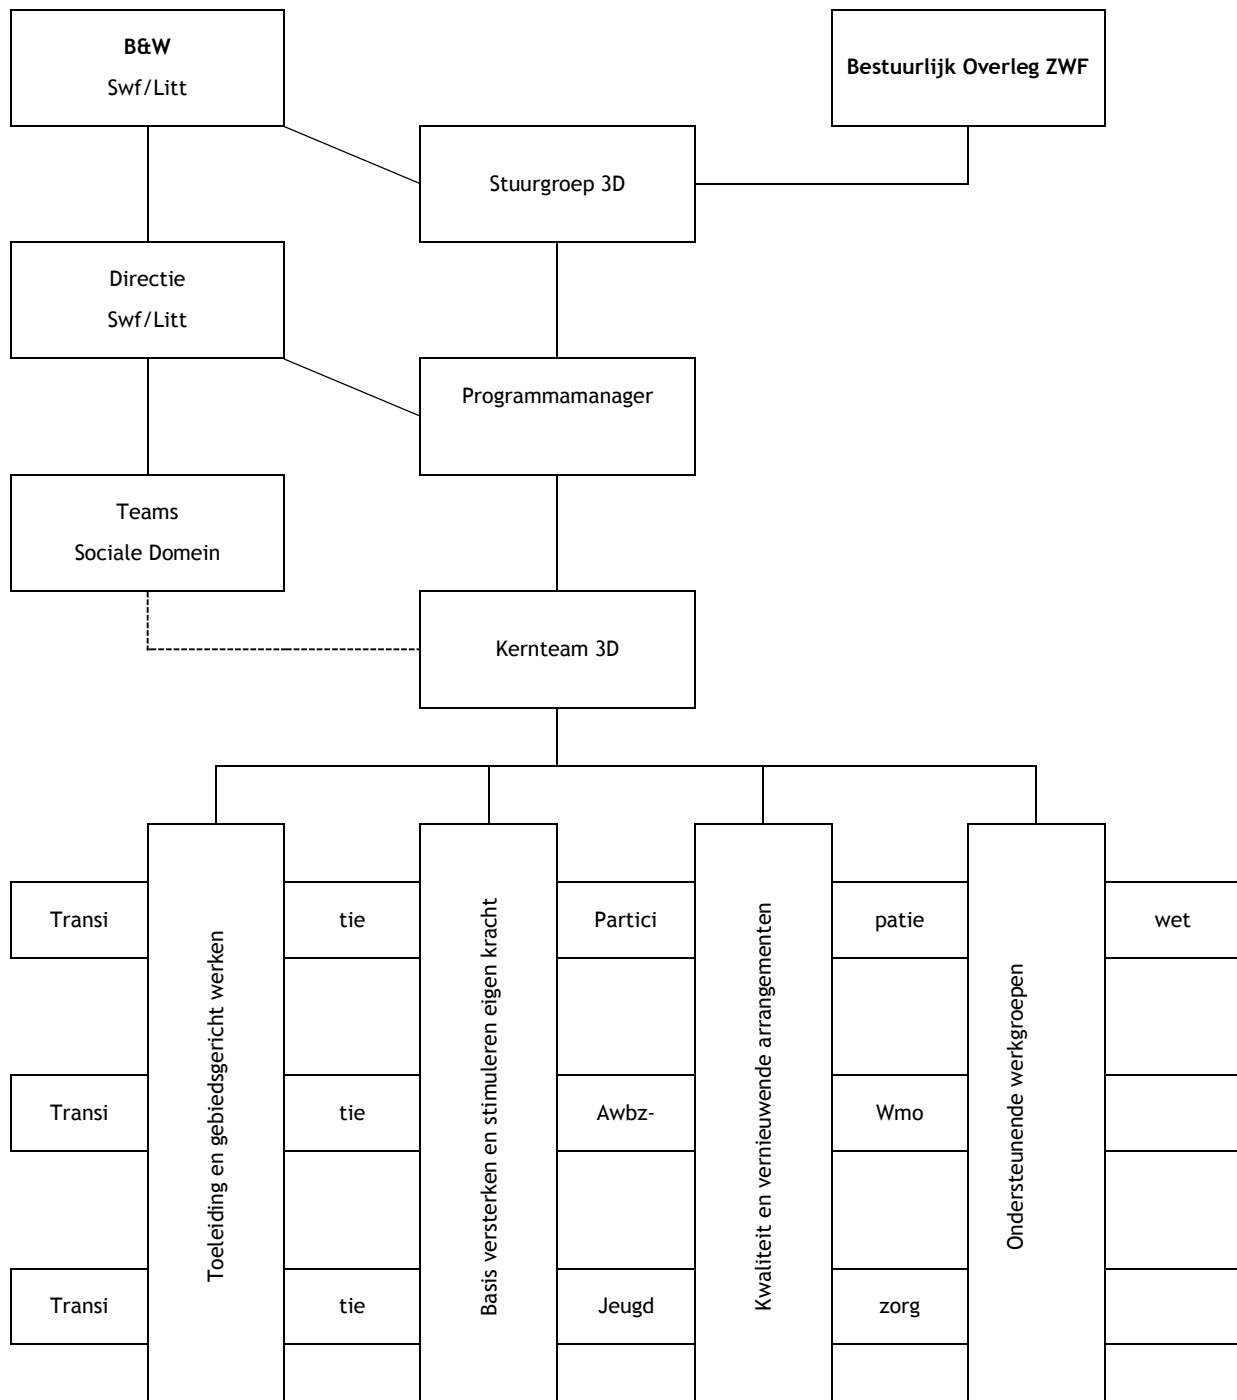 B&W
Swf/Litt
Bestuurlijk Overleg ZWF
Stuurgroep 3D
Directie
Swf/Litt
Programmamanager
Teams
Sociale Domein
Kernteam 3D
Toeleiding en gebiedsgericht werken
Basis versterken en stimuleren eigen kracht
Kwaliteit en vernieuwende arrangementen
Ondersteunende werkgroepen
Transi tie Partici patie wet
Transi tie Awbz- Wmo
Transi tie Jeugd zorg